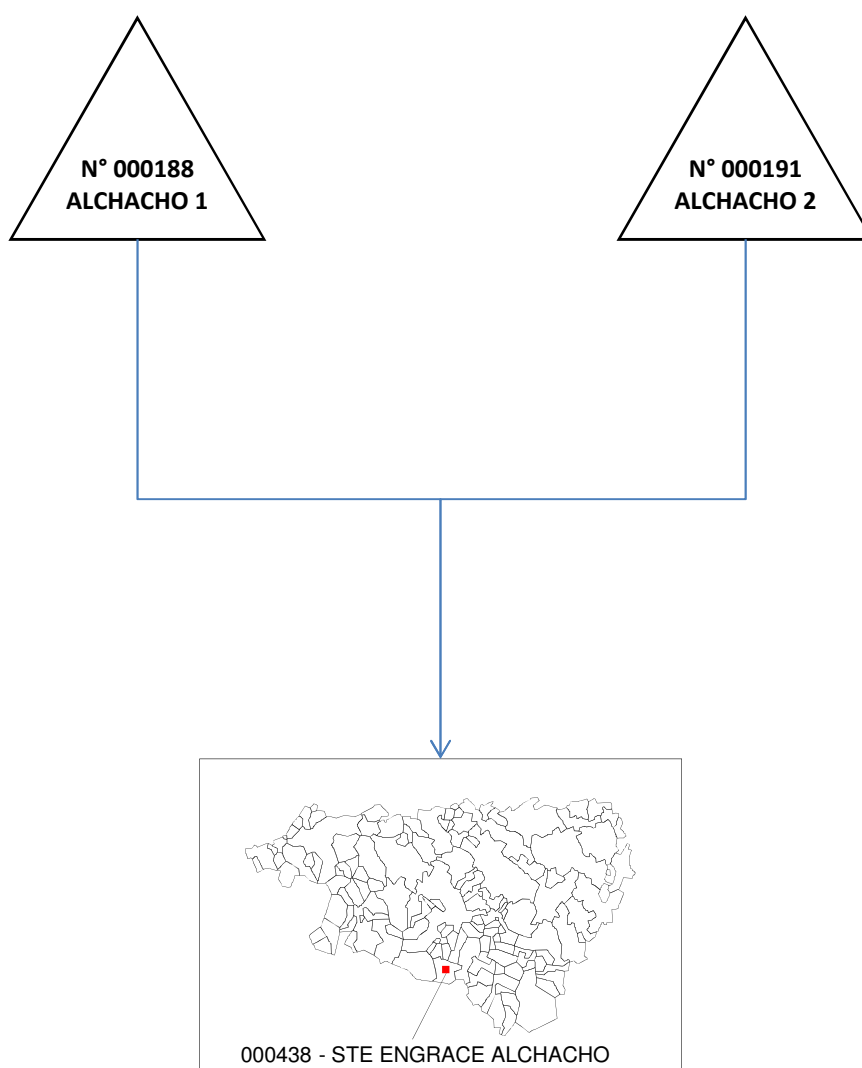 N° 000188
ALCHACHO 1
N° 000191
ALCHACHO 2
000438 - STE ENGRACE ALCHACHO